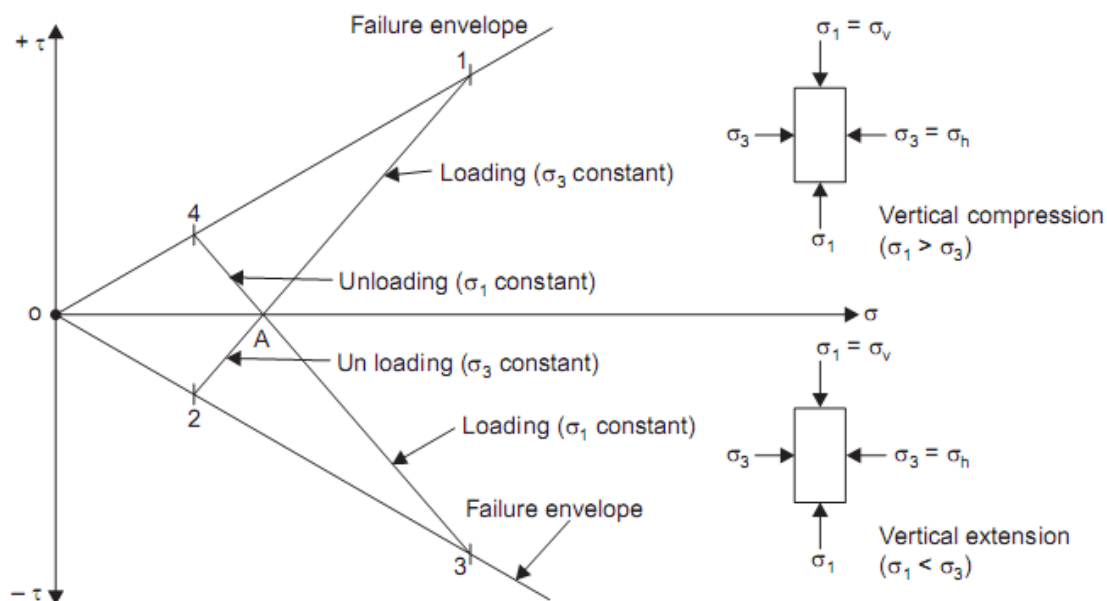 + τ
Failure envelope
1
σ₁ = σᵥ
σ₃
σ₃ = σₕ
Loading (σ₃ constant)
4
Vertical compression
σ₁
(σ₁ > σ₃)
Unloading (σ₁ constant)
o
σ
A
σ₁ = σᵥ
Un loading (σ₃ constant)
2
Loading (σ₁ constant)
σ₃
σ₃ = σₕ
Failure envelope
Vertical extension
3
σ₁
(σ₁ < σ₃)
− τ